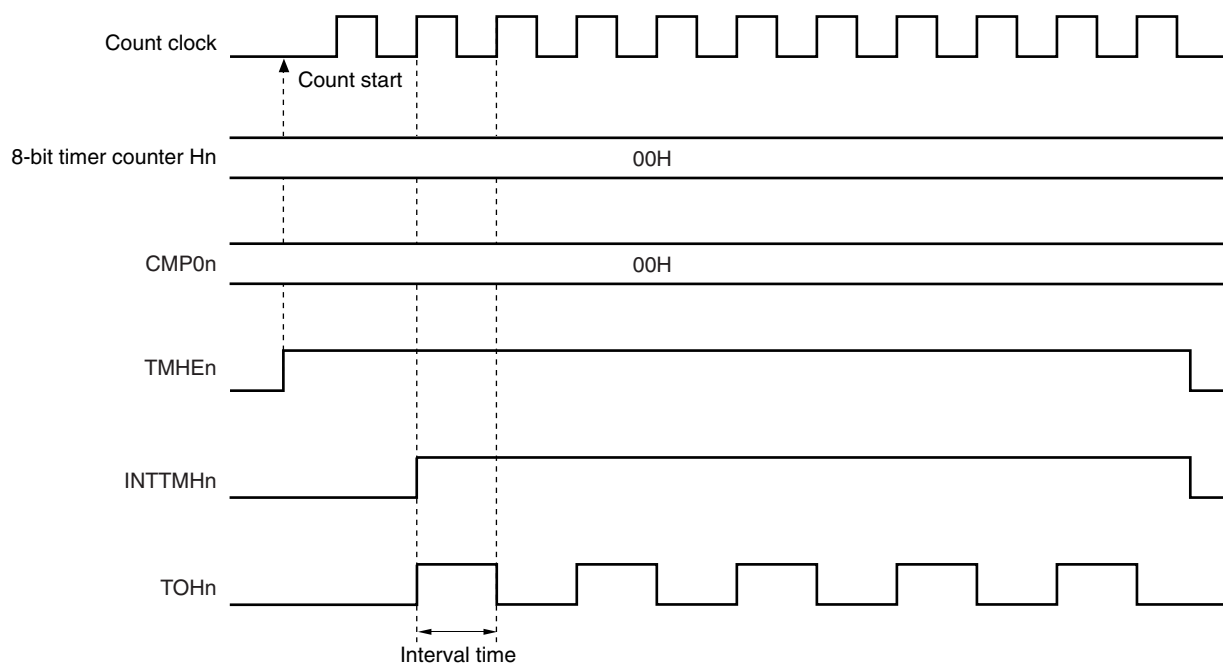 Count clock
Count start
8-bit timer counter Hn
00H
CMP0n
00H
TMHEn
INTTMHn
TOHn
Interval time